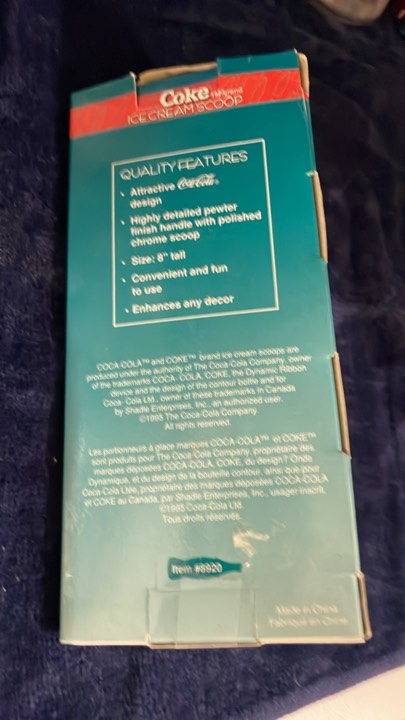 Coke TM brand
ICE CREAM SCOOP
QUALITY FEATURES
• Attractive Coca-Cola®
design
• Highly detailed pewter
finish handle with polished
chrome scoop
• Size: 8" tall
• Convenient and fun
to use
• Enhances any decor
COCA-COLA™ and COKE™ brand ice cream scoops are
produced under the authority of The Coca-Cola Company, owner
of the trademarks COCA-COLA, COKE, the Dynamic Ribbon
device and the design of the contour bottle and for
Coca-Cola Ltd., owner of these trademarks in Canada
by Shadle Enterprises, Inc., an authorized user.
©1995 The Coca-Cola Company.
All rights reserved.
Les portionneurs à glace marques COCA-COLA™ et COKE™
sont produits pour The Coca-Cola Company, propriétaire des
marques déposées COCA-COLA, COKE, du design l'Onde
Dynamique, et du design de la bouteille contour, ainsi que pour
Coca-Cola Ltée, propriétaire des marques déposées COCA-COLA
et COKE au Canada, par Shadle Enterprises, Inc., usager inscrit.
©1995 Coca-Cola Ltd.
Tous droits réservés.
Item #8920
Made in China
Fabriqué en Chine